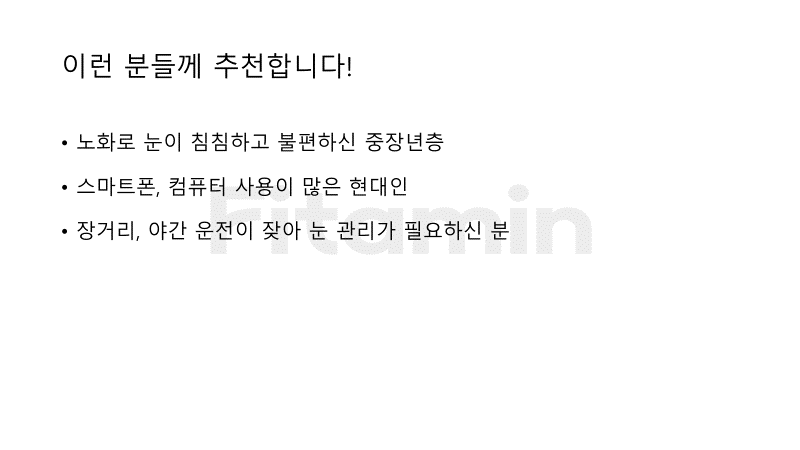 이런 분들께 추천합니다!
• 노화로 눈이 침침하고 불편하신 중장년층
• 스마트폰, 컴퓨터 사용이 많은 현대인
• 장거리, 야간 운전이 잦아 눈 관리가 필요하신 분
Fitamin